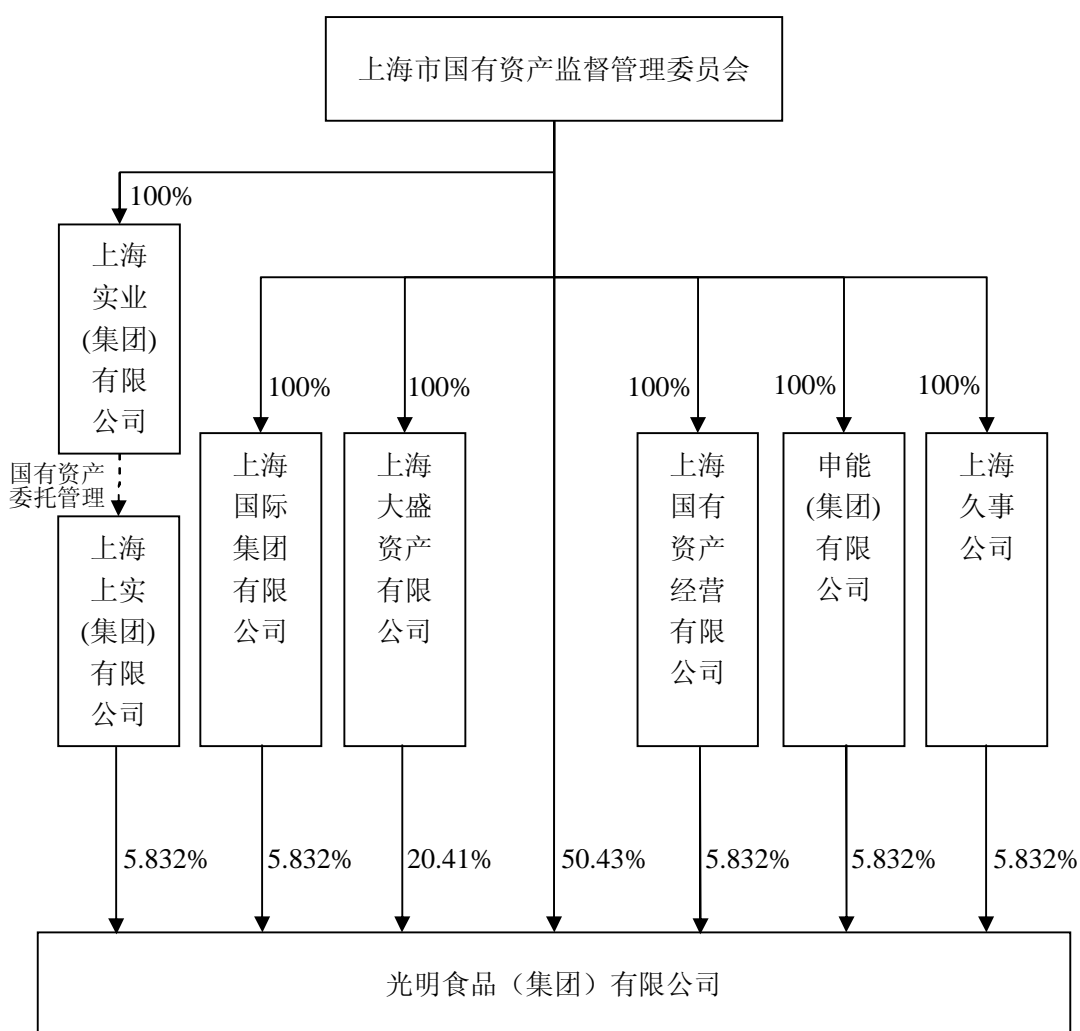 上海市国有资产监督管理委员会
100%
上海
实业
(集团)
有限
公司
国有资产
委托管理
上海
上实
(集团)
有限
公司
100%
上海
国际
集团
有限
公司
100%
上海
大盛
资产
有限
公司
100%
上海
国有
资产
经营
有限
公司
100%
申能
(集团)
有限
公司
100%
上海
久事
公司
5.832%
5.832%
20.41%
50.43%
5.832%
5.832%
5.832%
光明食品（集团）有限公司